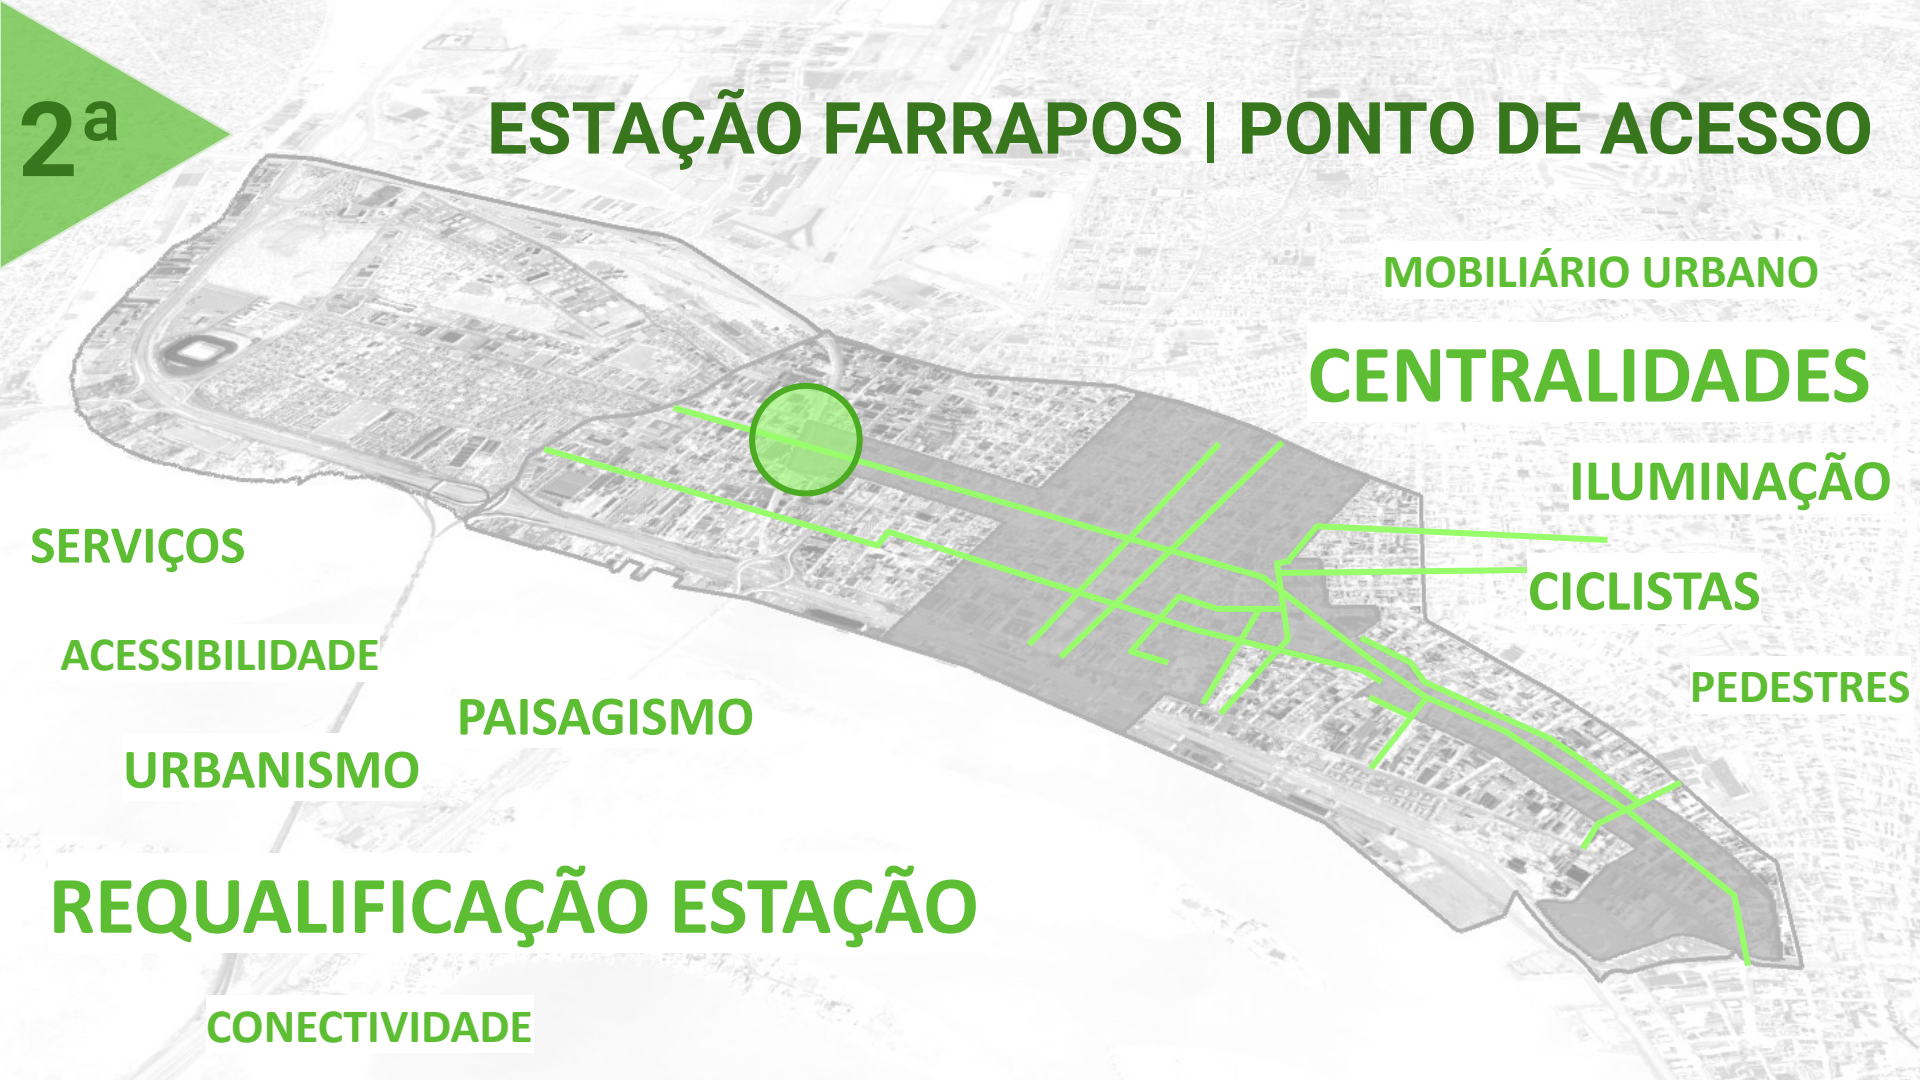 2ª
ESTAÇÃO FARRAPOS | PONTO DE ACESSO
MOBILIÁRIO URBANO
CENTRALIDADES
ILUMINAÇÃO
SERVIÇOS
CICLISTAS
ACESSIBILIDADE
PEDESTRES
PAISAGISMO
URBANISMO
REQUALIFICAÇÃO ESTAÇÃO
CONECTIVIDADE